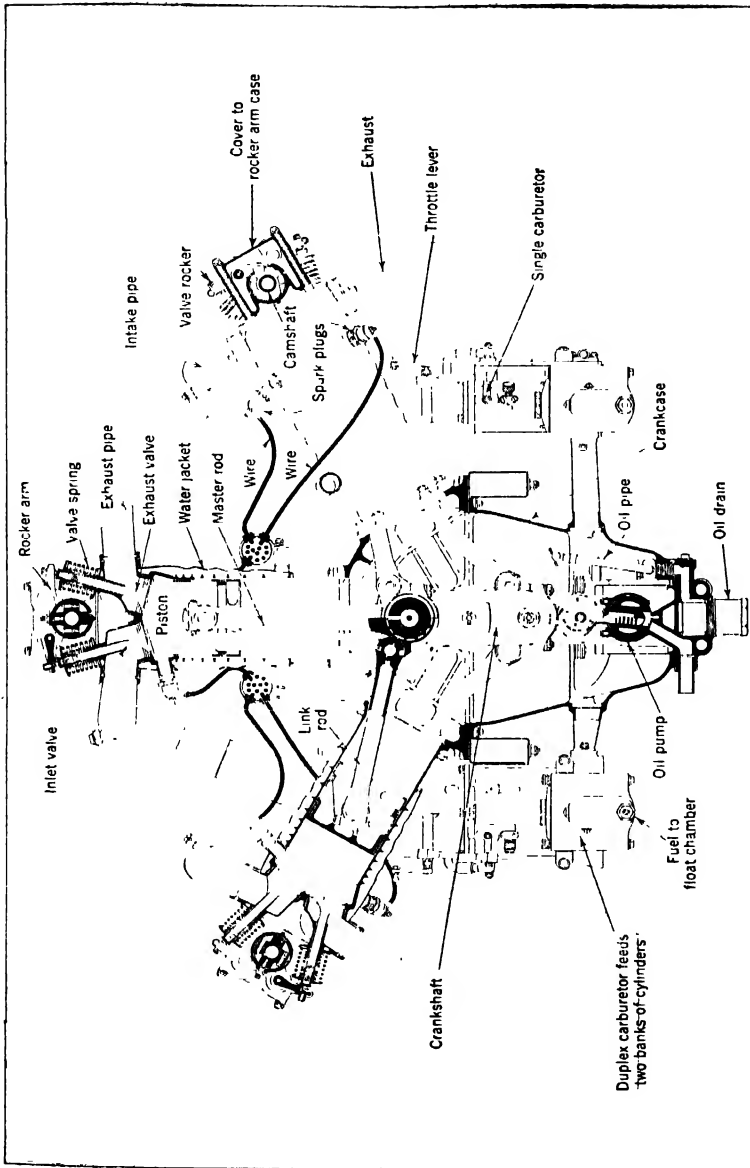 Inlet valve
Rocker arm
Valve spring
Exhaust pipe
Exhaust valve
Water jacket
Master rod
Piston
Intake pipe
Valve rocker
Cover to
rocker arm case
Camshaft
Spark plugs
Wire
Wire
Link
rod
Exhaust
Throttle lever
Single carburetor
Crankshaft
Crankcase
Oil pipe
Oil drain
Oil pump
Fuel to
float chamber
Duplex carburetor feeds
two banks of cylinders